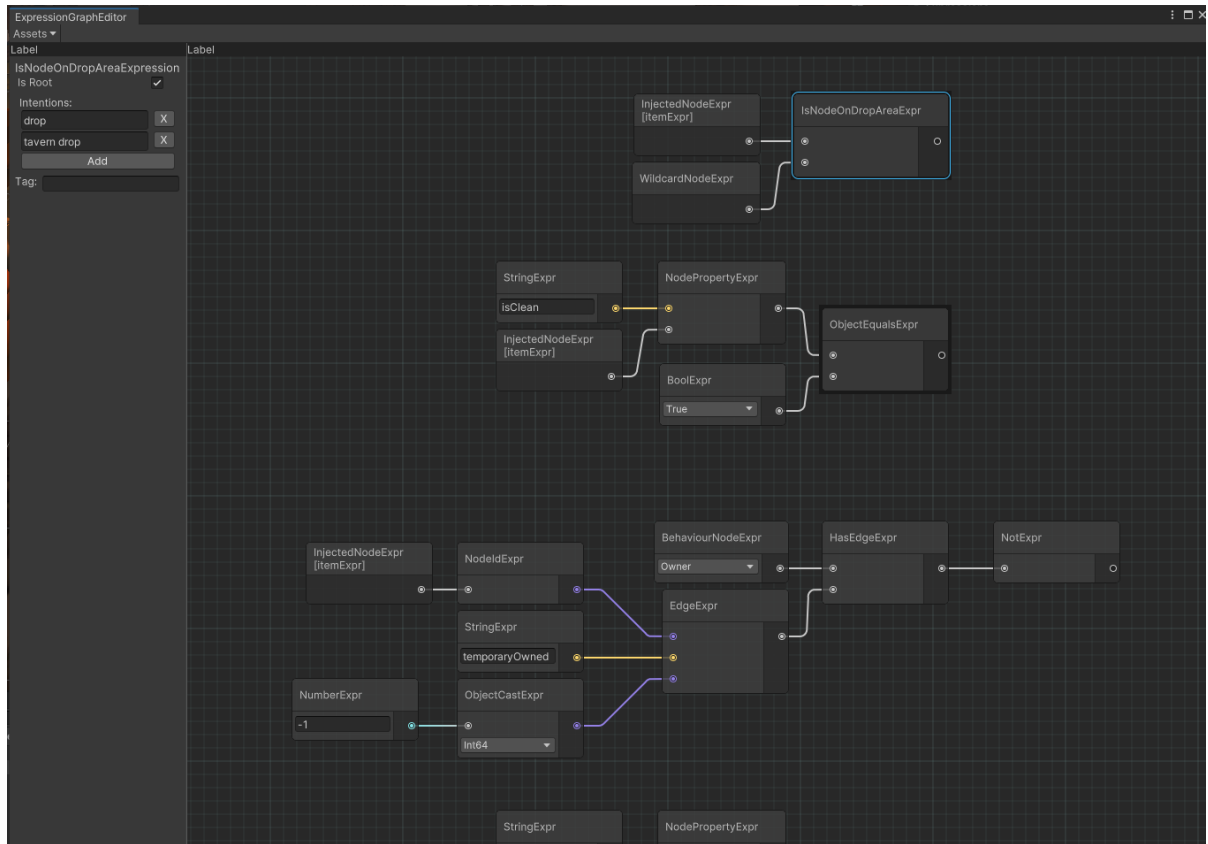 ExpressionGraphEditor
Assets
Label
Label
IsNodeOnDropAreaExpression
Is Root
Intentions:
drop
X
tavern drop
X
Add
Tag:
InjectedNodeExpr
[itemExpr]
IsNodeOnDropAreaExpr
WildcardNodeExpr
StringExpr
isClean
NodePropertyExpr
InjectedNodeExpr
[itemExpr]
ObjectEqualsExpr
BoolExpr
True
InjectedNodeExpr
[itemExpr]
NodeIdExpr
BehaviourNodeExpr
Owner
HasEdgeExpr
NotExpr
StringExpr
temporaryOwned
EdgeExpr
NumberExpr
-1
ObjectCastExpr
Int64
StringExpr
NodePropertyExpr